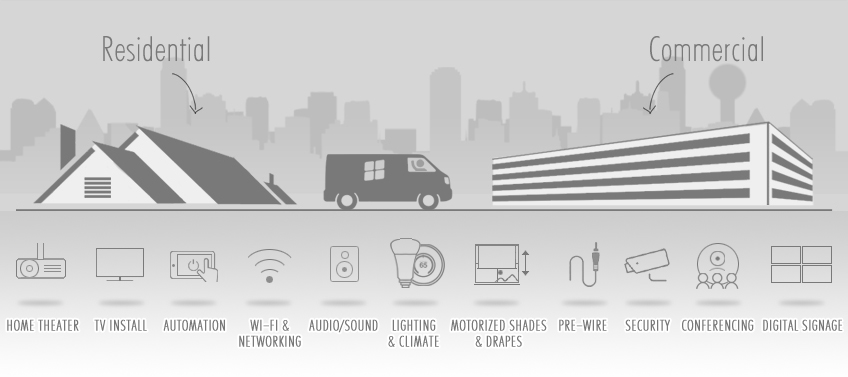 Residential
Commercial
65
HOME THEATER
TV INSTALL
AUTOMATION
WI-FI &
NETWORKING
AUDIO/SOUND
LIGHTING
& CLIMATE
MOTORIZED SHADES
& DRAPES
PRE-WIRE
SECURITY
CONFERENCING
DIGITAL SIGNAGE